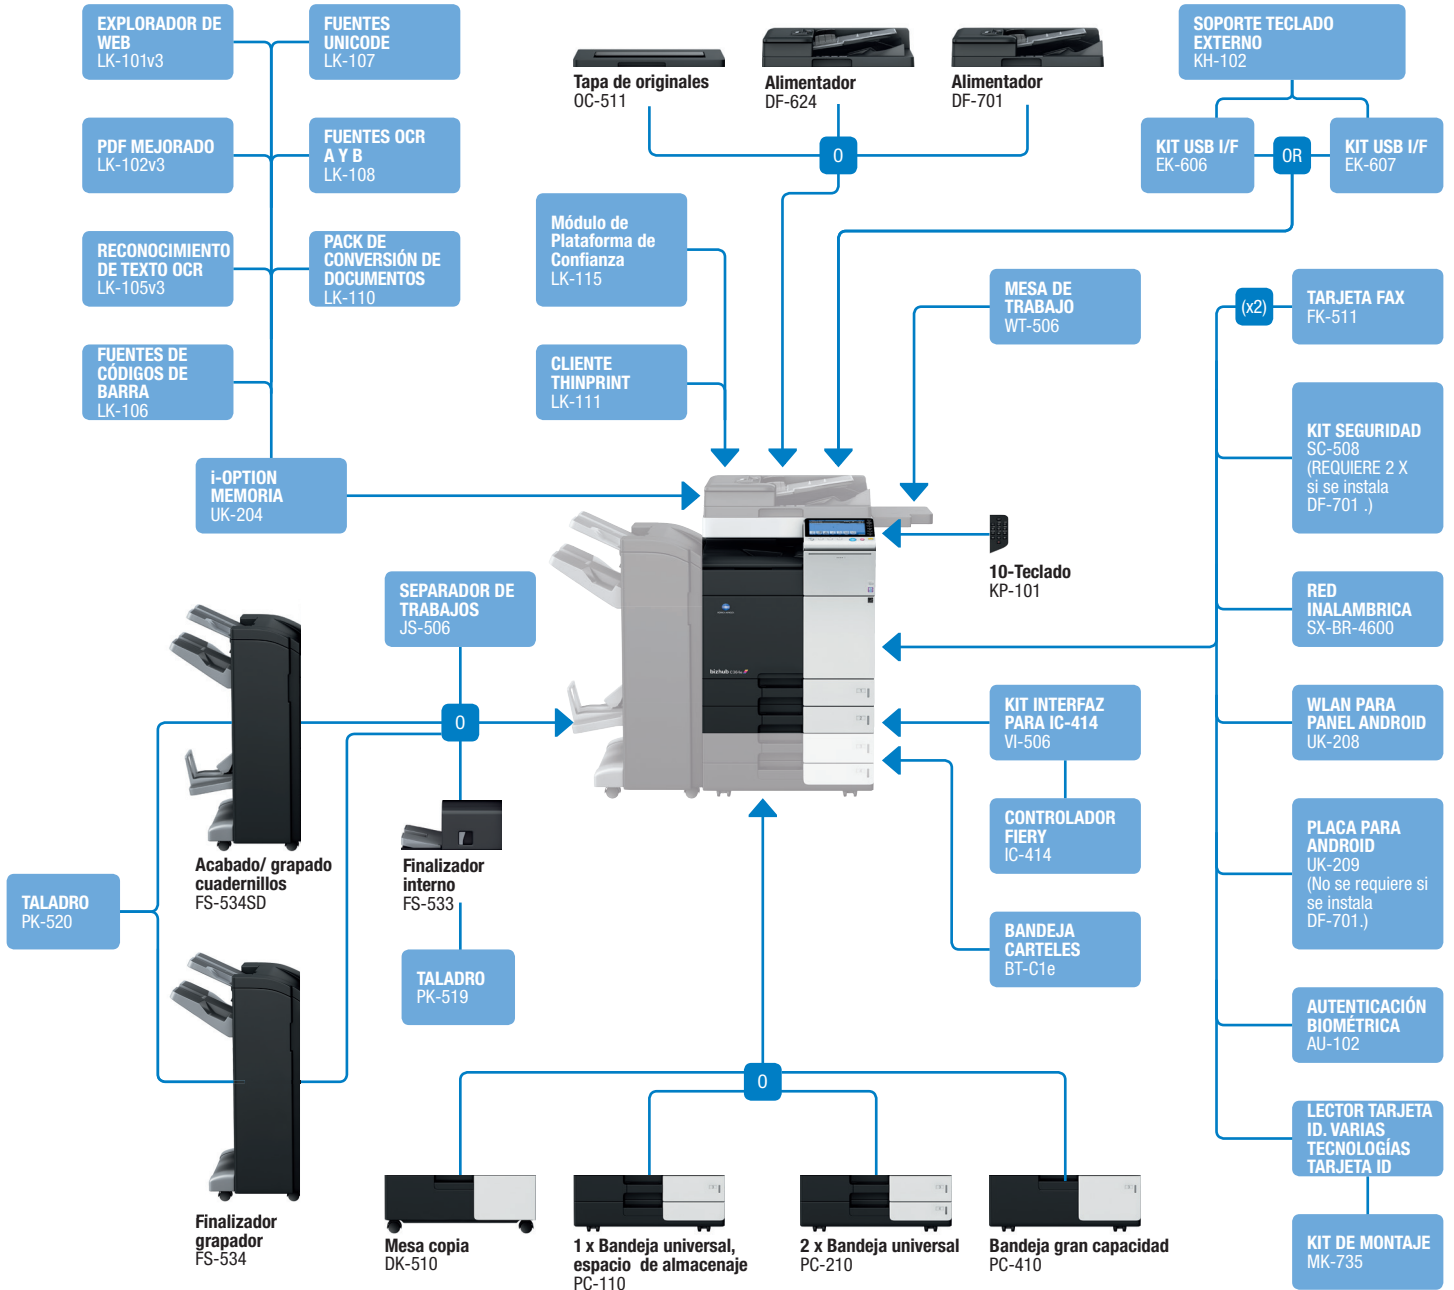 EXPLORADOR DE
WEB
LK-101v3
FUENTES
UNICODE
LK-107
PDF MEJORADO
LK-102v3
FUENTES OCR
A Y B
LK-108
RECONOCIMIENTO
DE TEXTO OCR
LK-105v3
PACK DE
CONVERSIÓN DE
DOCUMENTOS
LK-110
FUENTES DE
CÓDIGOS DE
BARRA
LK-106
i-OPTION
MEMORIA
UK-204
Tapa de originales
OC-511
Alimentador
DF-624
Alimentador
DF-701
O
SOPORTE TECLADO
EXTERNO
KH-102
KIT USB I/F
EK-606
OR
KIT USB I/F
EK-607
Módulo de
Plataforma de
Confianza
LK-115
CLIENTE
THINPRINT
LK-111
MESA DE
TRABAJO
WT-506
10-Teclado
KP-101
(x2)
TARJETA FAX
FK-511
KIT SEGURIDAD
SC-508
(REQUIERE 2 X
si se instala
DF-701 .)
RED
INALAMBRICA
SX-BR-4600
WLAN PARA
PANEL ANDROID
UK-208
PLACA PARA
ANDROID
UK-209
(No se requiere si
se instala
DF-701.)
AUTENTICACIÓN
BIOMÉTRICA
AU-102
LECTOR TARJETA
ID. VARIAS
TECNOLOGÍAS
TARJETA ID
KIT DE MONTAJE
MK-735
SEPARADOR DE
TRABAJOS
JS-506
O
Finalizador
interno
FS-533
TALADRO
PK-519
Acabado/ grapado
cuadernillos
FS-534SD
TALADRO
PK-520
Finalizador
grapador
FS-534
bizhub
KIT INTERFAZ
PARA IC-414
VI-506
CONTROLADOR
FIERY
IC-414
BANDEJA
CARTELES
BT-C1e
O
Mesa copia
DK-510
1 x Bandeja universal,
espacio de almacenaje
PC-110
2 x Bandeja universal
PC-210
Bandeja gran capacidad
PC-410